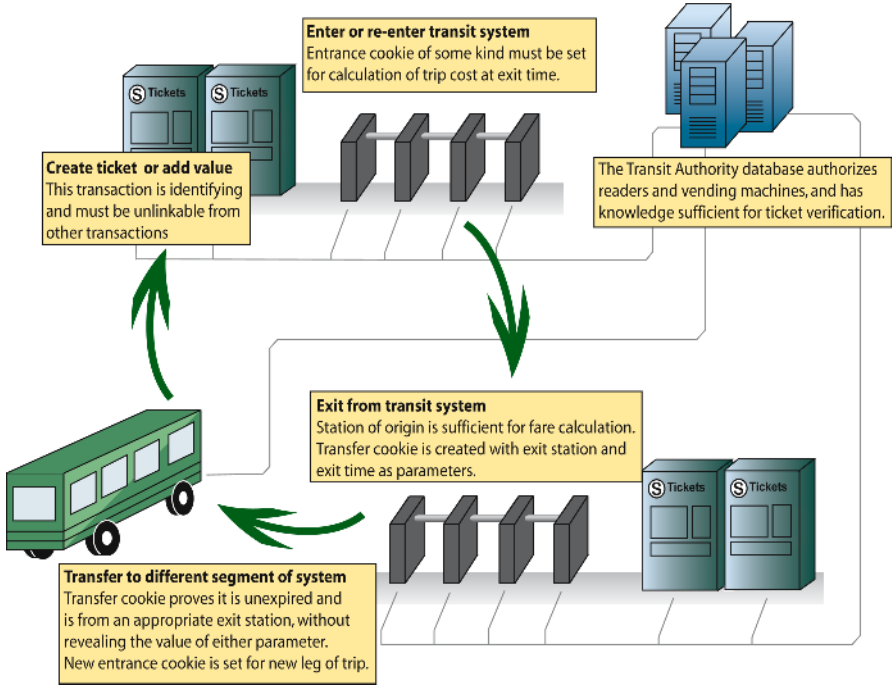 Enter or re-enter transit system
Entrance cookie of some kind must be set
for calculation of trip cost at exit time.
S Tickets
S Tickets
Create ticket or add value
This transaction is identifying
and must be unlinkable from
other transactions
The Transit Authority database authorizes
readers and vending machines, and has
knowledge sufficient for ticket verification.
Exit from transit system
Station of origin is sufficient for fare calculation.
Transfer cookie is created with exit station and
exit time as parameters.
S Tickets
S Tickets
Transfer to different segment of system
Transfer cookie proves it is unexpired and
is from an appropriate exit station, without
revealing the value of either parameter.
New entrance cookie is set for new leg of trip.